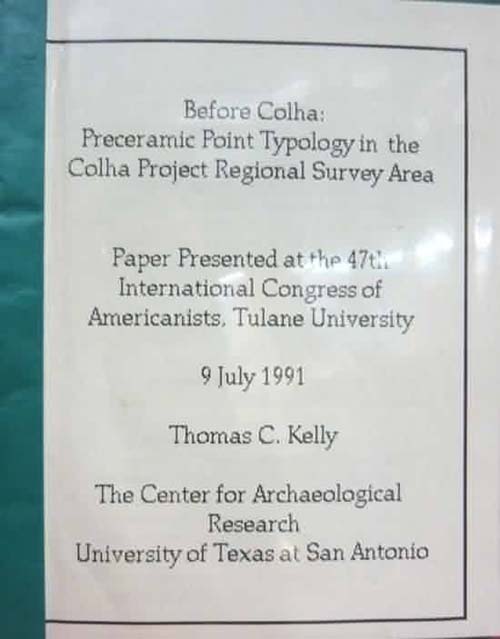 Before Colha:
Preceramic Point Typology in the
Colha Project Regional Survey Area
Paper Presented at the 47th
International Congress of
Americanists, Tulane University
9 July 1991
Thomas C. Kelly
The Center for Archaeological
Research
University of Texas at San Antonio